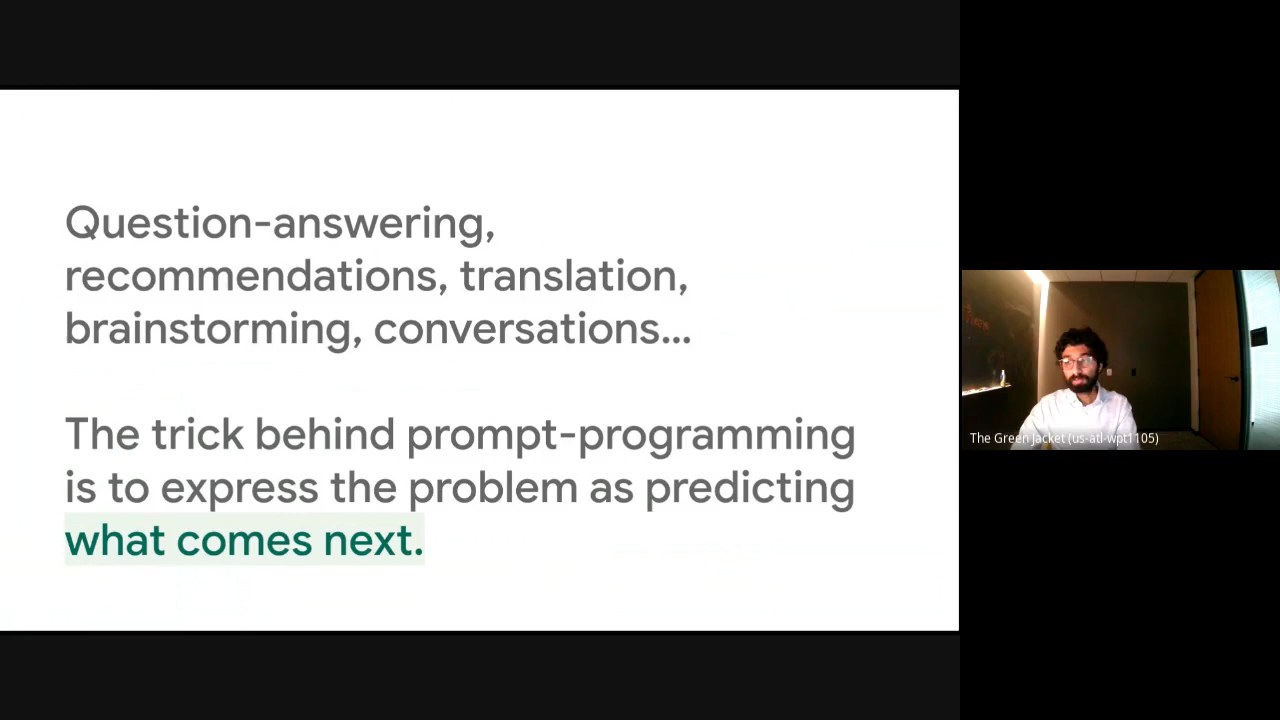 Question-answering,
recommendations, translation,
brainstorming, conversations...
The trick behind prompt-programming
is to express the problem as predicting
what comes next.
The Green Jacket (us-atl-wpt1105)